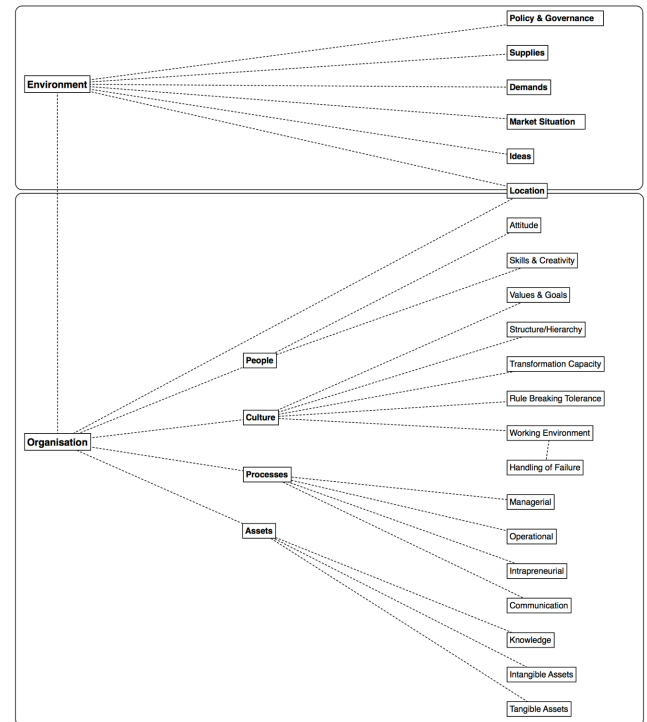 Policy & Governance
Supplies
Environment
Demands
Market Situation
Ideas
Location
Attitude
Skills & Creativity
Values & Goals
Structure/Hierarchy
People
Transformation Capacity
Rule Breaking Tolerance
Culture
Working Environment
Organisation
Handling of Failure
Processes
Managerial
Assets
Operational
Intrapreneurial
Communication
Knowledge
Intangible Assets
Tangible Assets